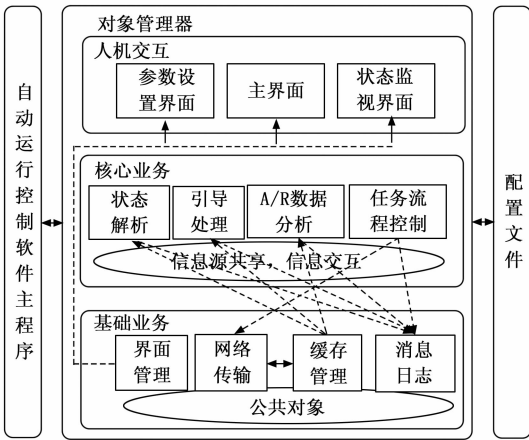 自动运行控制软件主程序
对象管理器
人机交互
参数设
置界面
主界面
状态监
视界面
核心业务
状态
解析
引导
处理
A/R数据
分析
任务流
程控制
信息源共享，信息交互
基础业务
界面
管理
网络
传输
缓存
管理
消息
日志
公共对象
配置文件